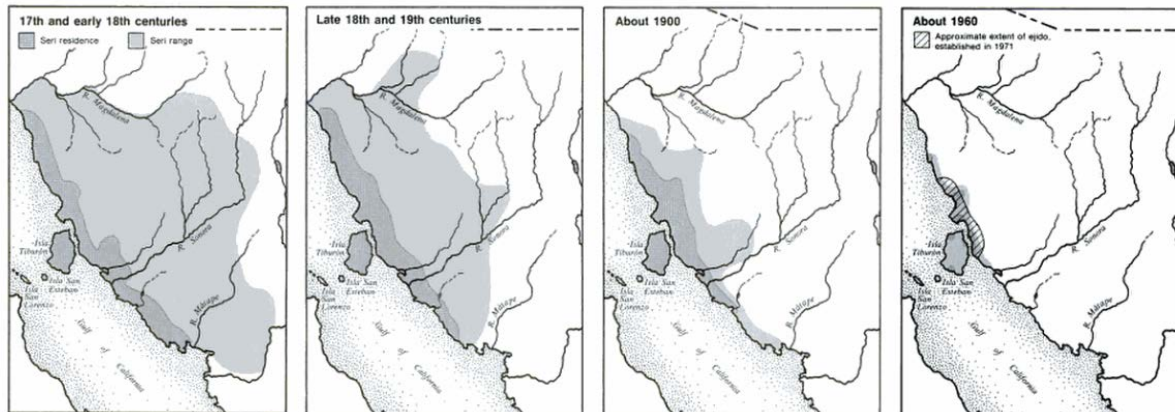 17th and early 18th centuries
Seri residence
Seri range
R. Magdalena
R. Sonora
R. Mátape
Isla
Tiburón
Isla San
Esteban
Isla
San
Lorenzo
Gulf
of
California
Late 18th and 19th centuries
R. Magdalena
R. Sonora
R. Mátape
Isla
Tiburón
Isla San
Esteban
Isla
San
Lorenzo
Gulf
of
California
About 1900
R. Magdalena
R. Sonora
R. Mátape
Isla
Tiburón
Isla San
Esteban
Isla
San
Lorenzo
Gulf
of
California
About 1960
Approximate extent of ejido,
established in 1971
R. Magdalena
R. Sonora
R. Mátape
Isla
Tiburón
Isla San
Esteban
Isla
San
Lorenzo
Gulf
of
California